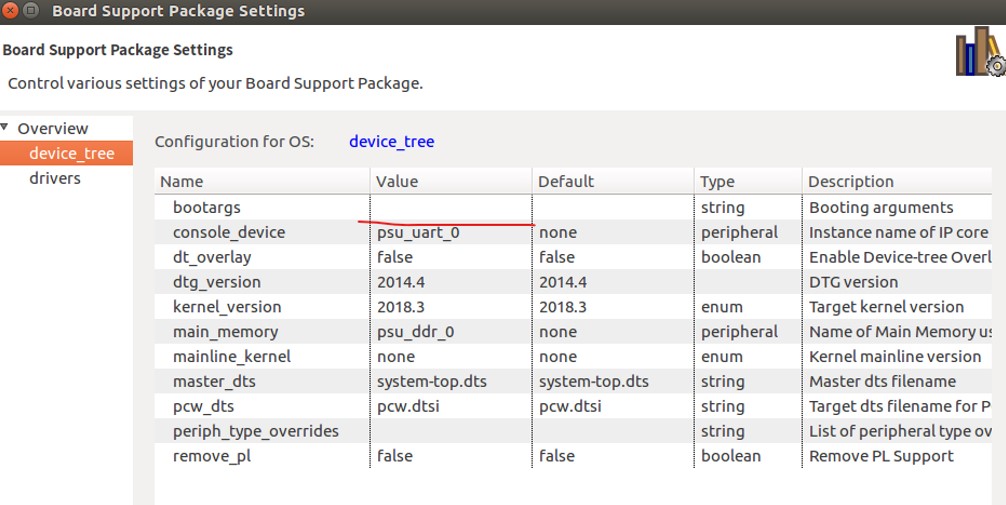 Board Support Package Settings
Board Support Package Settings
Control various settings of your Board Support Package.
Overview
device_tree
drivers
Configuration for OS: device_tree
Name Value Default Type Description
bootargs string Booting arguments
console_device psu_uart_0 none peripheral Instance name of IP core
dt_overlay false false boolean Enable Device-tree Overl
dtg_version 2014.4 2014.4 DTG version
kernel_version 2018.3 2018.3 enum Target kernel version
main_memory psu_ddr_0 none peripheral Name of Main Memory us
mainline_kernel none none enum Kernel mainline version
master_dts system-top.dts system-top.dts string Master dts filename
pcw_dts pcw.dtsi pcw.dtsi string Target dts filename for P
periph_type_overrides string List of peripheral type ov
remove_pl false false boolean Remove PL Support